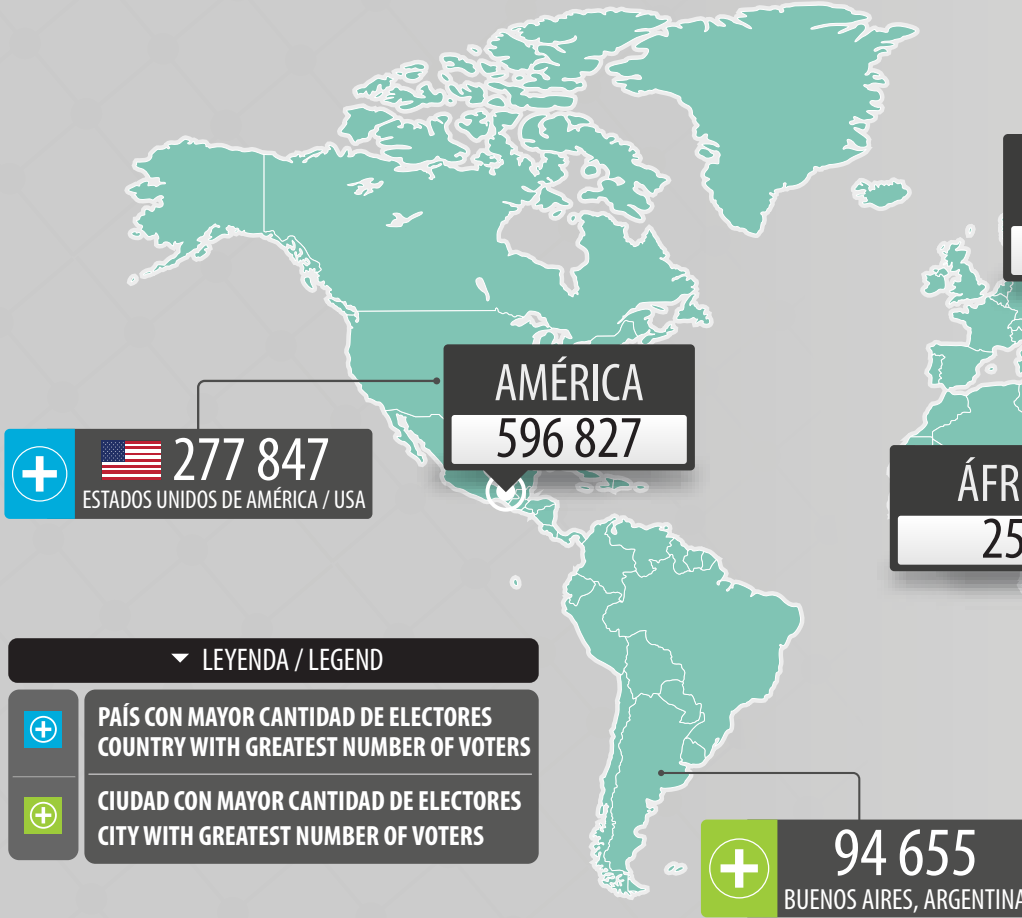 AMÉRICA
596 827
277 847
ESTADOS UNIDOS DE AMÉRICA / USA
25
LEYENDA / LEGEND
PAÍS CON MAYOR CANTIDAD DE ELECTORES
COUNTRY WITH GREATEST NUMBER OF VOTERS
CIUDAD CON MAYOR CANTIDAD DE ELECTORES
CITY WITH GREATEST NUMBER OF VOTERS
94 655
BUENOS AIRES, ARGENTINA